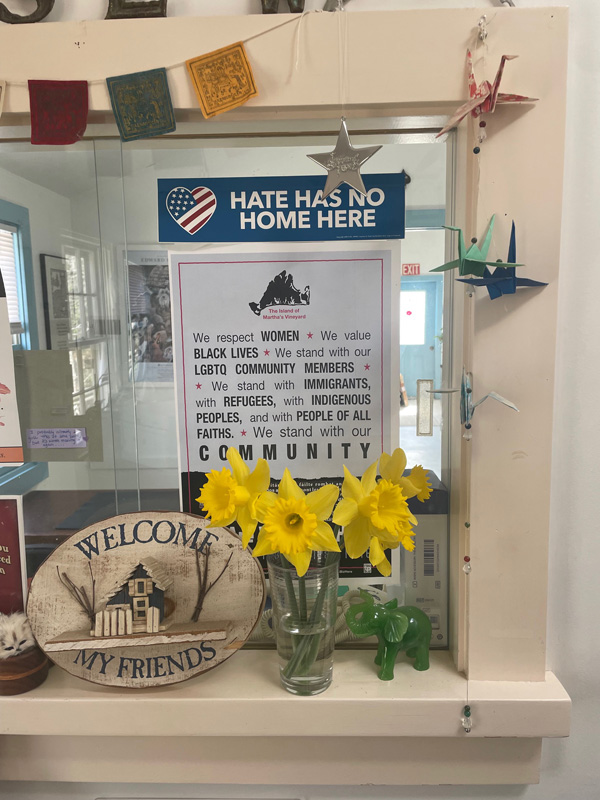 HATE HAS NO
HOME HERE
The Island of
Martha's Vineyard
We respect WOMEN ★ We value
BLACK LIVES ★ We stand with our
LGBTQ COMMUNITY MEMBERS ★
★ We stand with IMMIGRANTS,
with REFUGEES, with INDIGENOUS
PEOPLES, and with PEOPLE OF ALL
FAITHS. ★ We stand with our
COMMUNITY
EXIT
WELCOME
MY FRIENDS